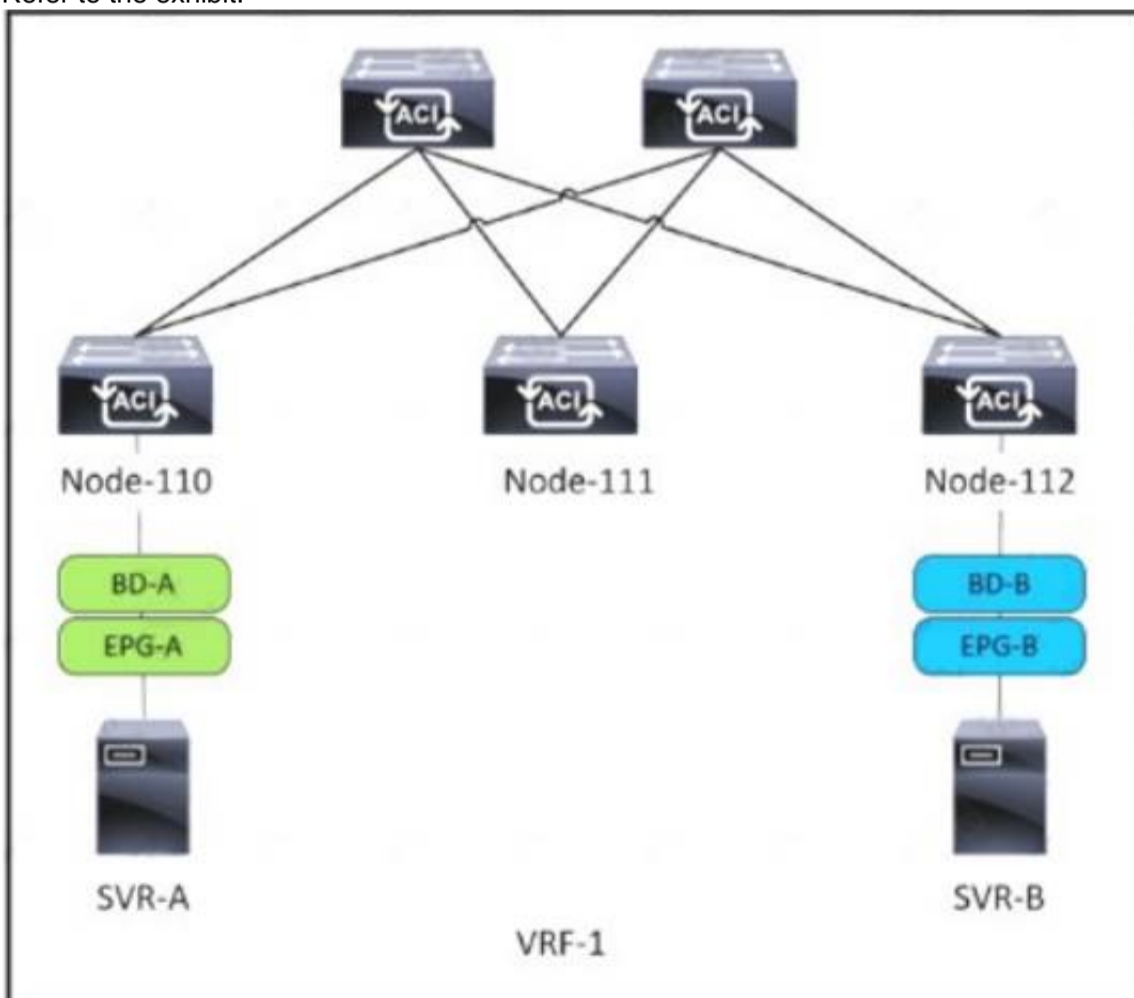 Refer to the exhibit.
ACI
ACI
ACI
ACI
ACI
Node-110
Node-111
Node-112
BD-A
BD-B
EPG-A
EPG-B
SVR-A
SVR-B
VRF-1